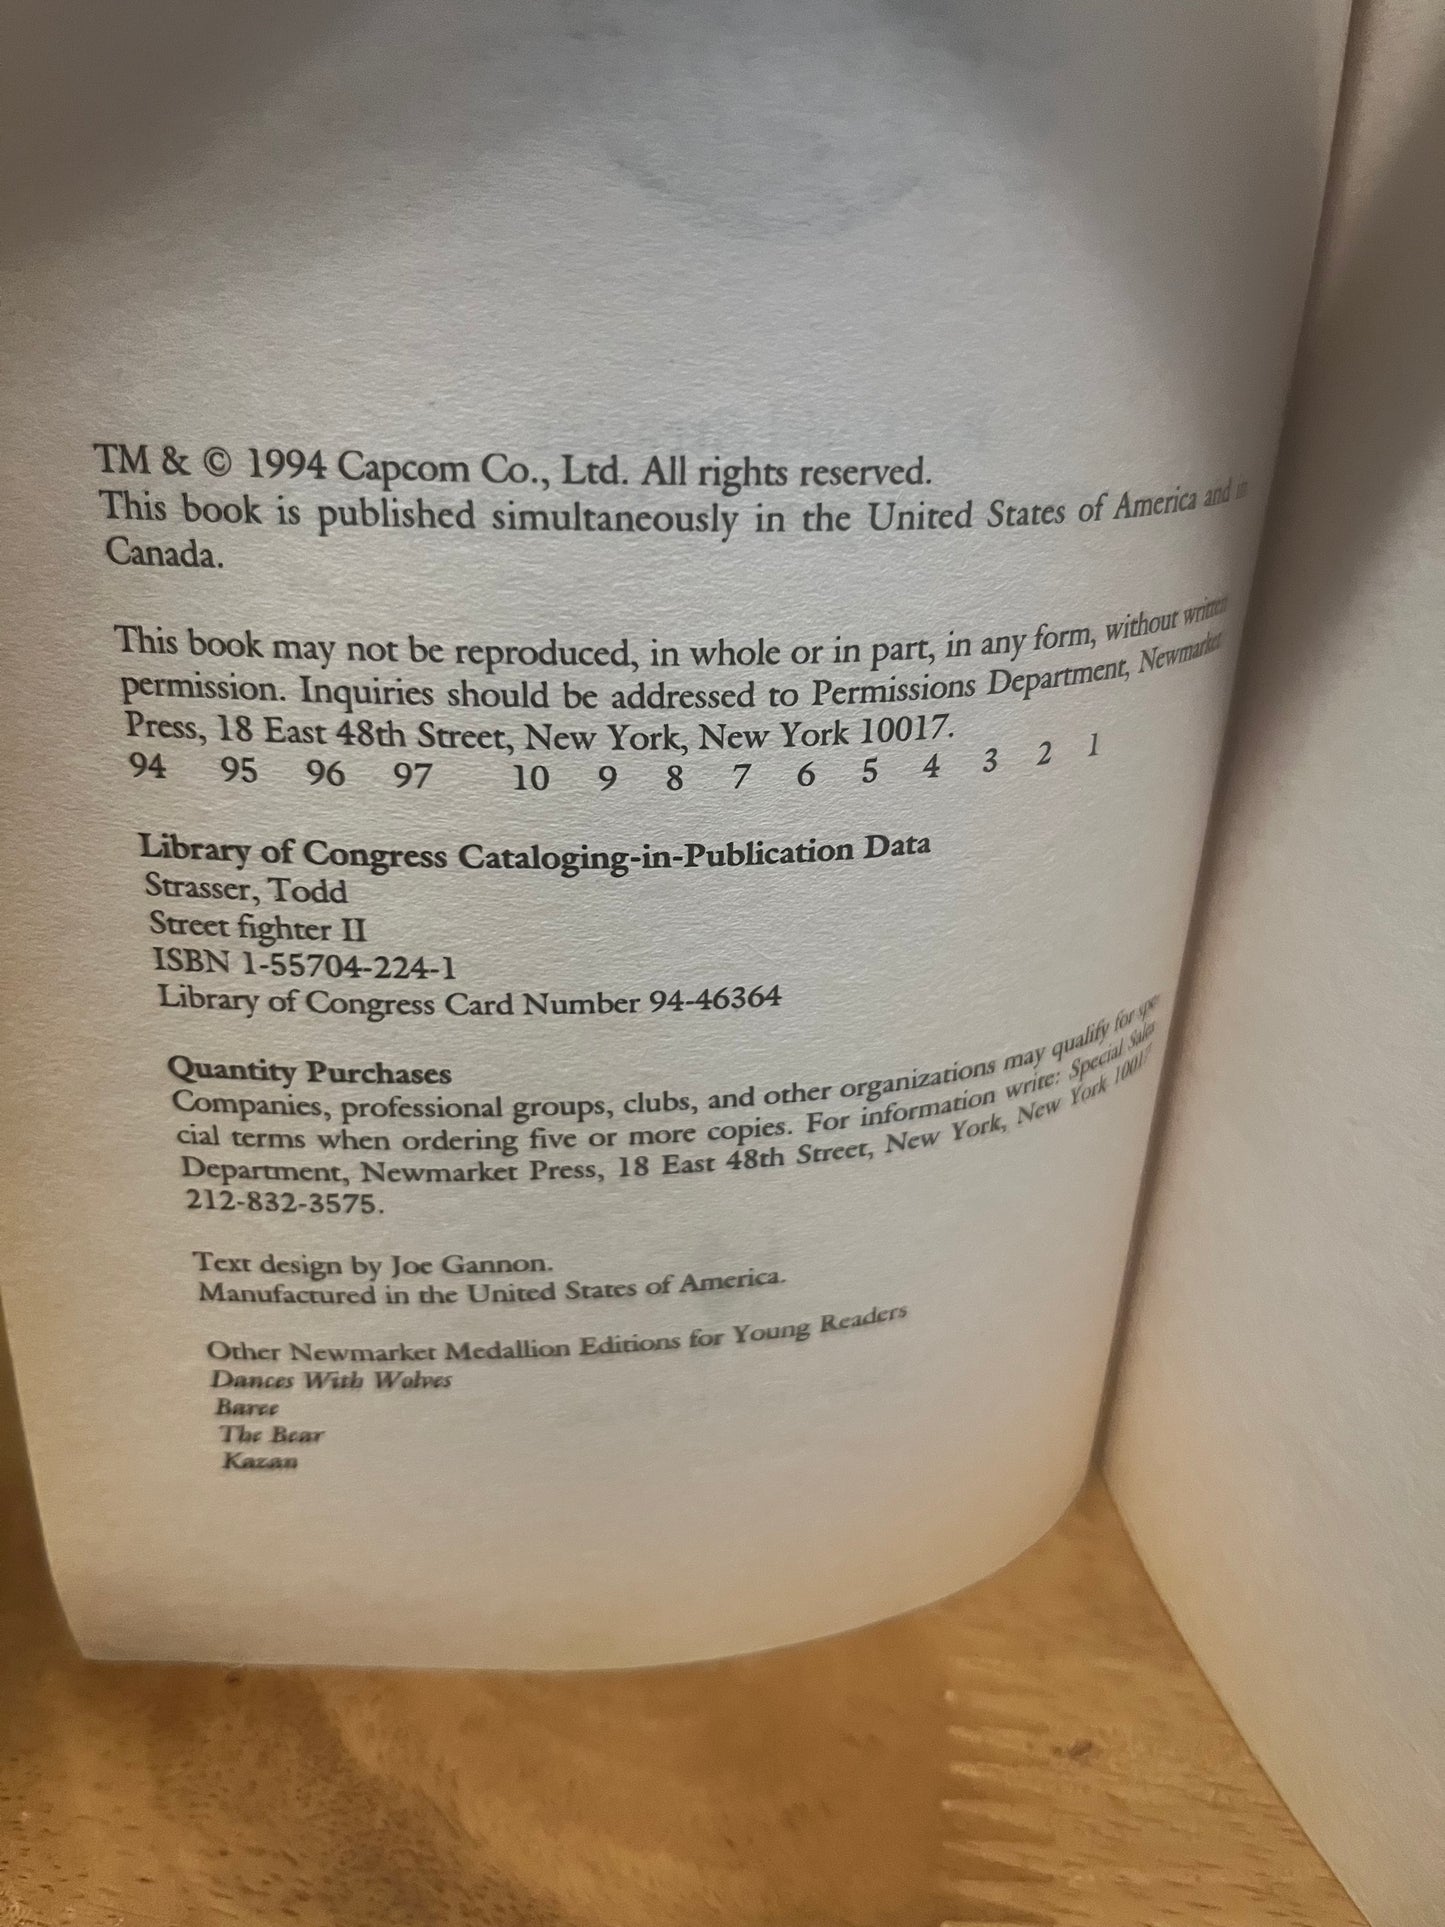 TM & © 1994 Capcom Co., Ltd. All rights reserved.
This book is published simultaneously in the United States of America and in
Canada.
This book may not be reproduced, in whole or in part, in any form, without written
permission. Inquiries should be addressed to Permissions Department, Newmarket
Press, 18 East 48th Street, New York, New York 10017.
94 95 96 97 10 9 8 7 6 5 4 3 2 1
Library of Congress Cataloging-in-Publication Data
Strasser, Todd
Street fighter II
ISBN 1-55704-224-1
Library of Congress Card Number 94-46364
Quantity Purchases
Companies, professional groups, clubs, and other organizations may qualify for spe-
cial terms when ordering five or more copies. For information write: Special Sales
Department, Newmarket Press, 18 East 48th Street, New York, New York 10017
212-832-3575.
Text design by Joe Gannon.
Manufactured in the United States of America.
Other Newmarket Medallion Editions for Young Readers
Dances With Wolves
Baree
The Bear
Kazan